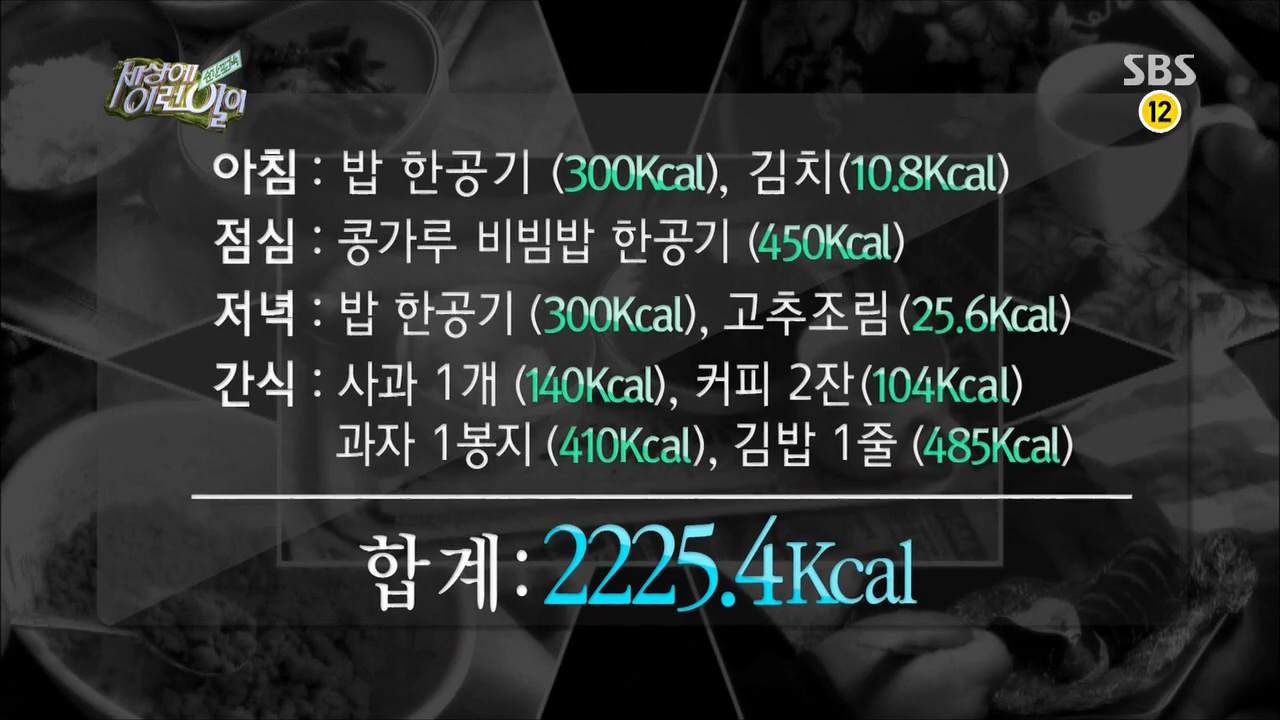 세상에
이런일이
SBS
12
아침 : 밥 한공기 (300Kcal), 김치(10.8Kcal)
점심 : 콩가루 비빔밥 한공기 (450Kcal)
저녁 : 밥 한공기 (300Kcal), 고추조림(25.6Kcal)
간식 : 사과 1개 (140Kcal), 커피 2잔(104Kcal)
과자 1봉지 (410Kcal), 김밥 1줄 (485Kcal)
합계: 2225.4Kcal